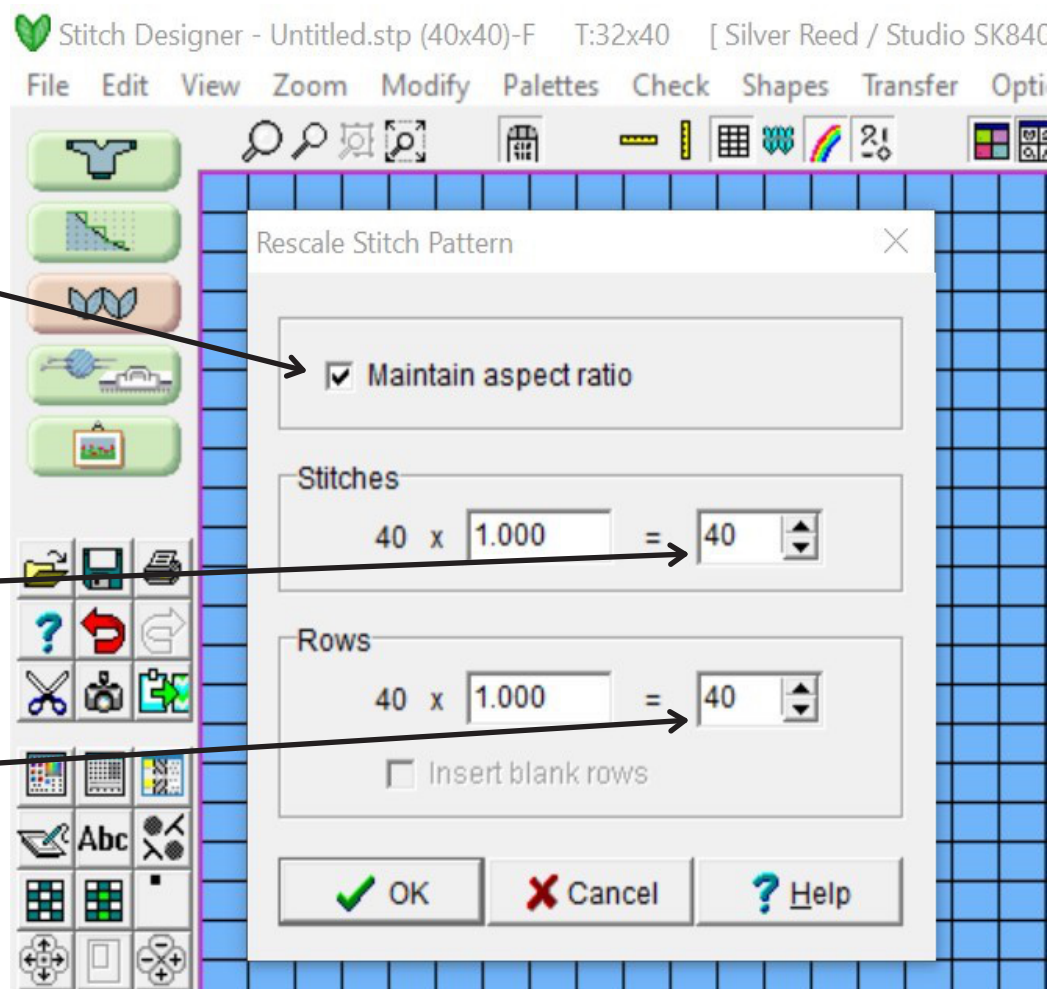 Stitch Designer - Untitled.stp (40x40)-F T:32x40 [ Silver Reed / Studio SK840
File Edit View Zoom Modify Palettes Check Shapes Transfer Opti
Rescale Stitch Pattern
Maintain aspect ratio
Stitches
40 x 1.000 = 40
Rows
40 x 1.000 = 40
Insert blank rows
Abc
OK Cancel Help